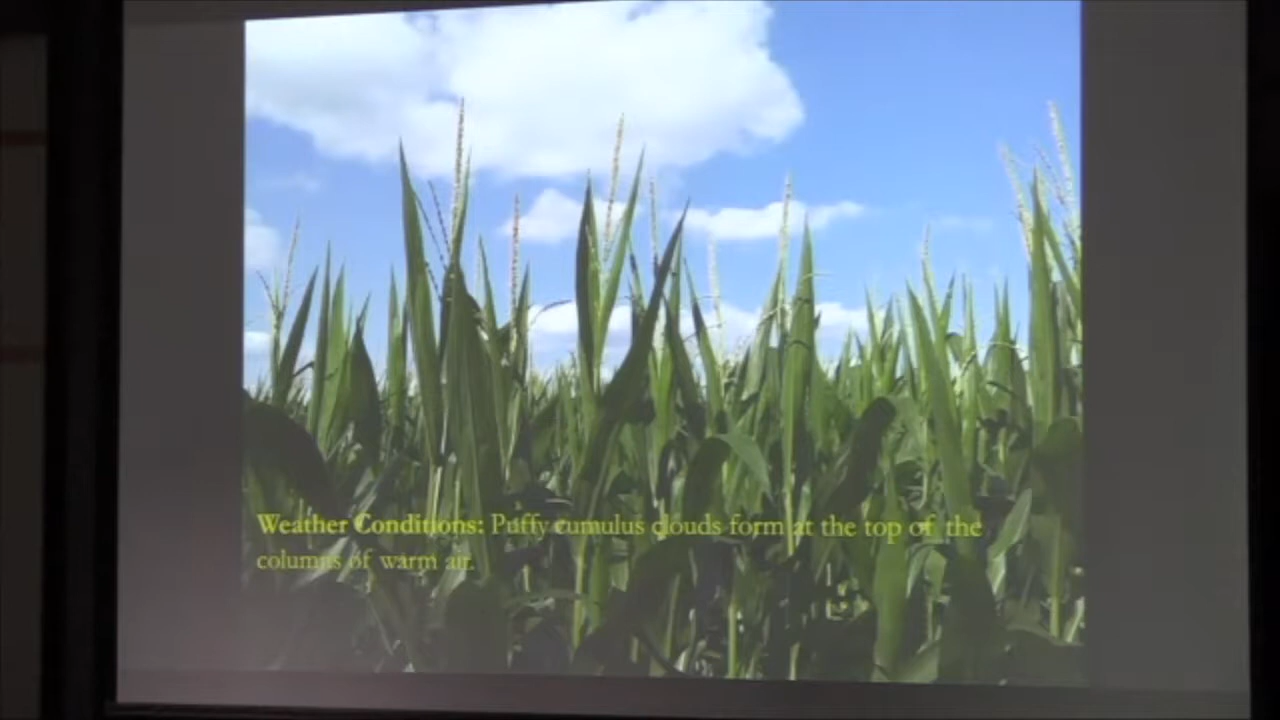 Weather Conditions: Puffy cumulus clouds form at the top of the
columns of warm air.